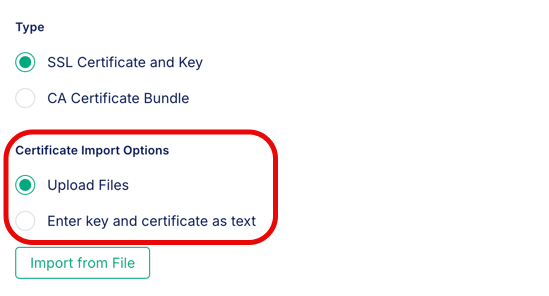 Type
SSL Certificate and Key
CA Certificate Bundle
Certificate Import Options
Upload Files
Enter key and certificate as text
Import from File